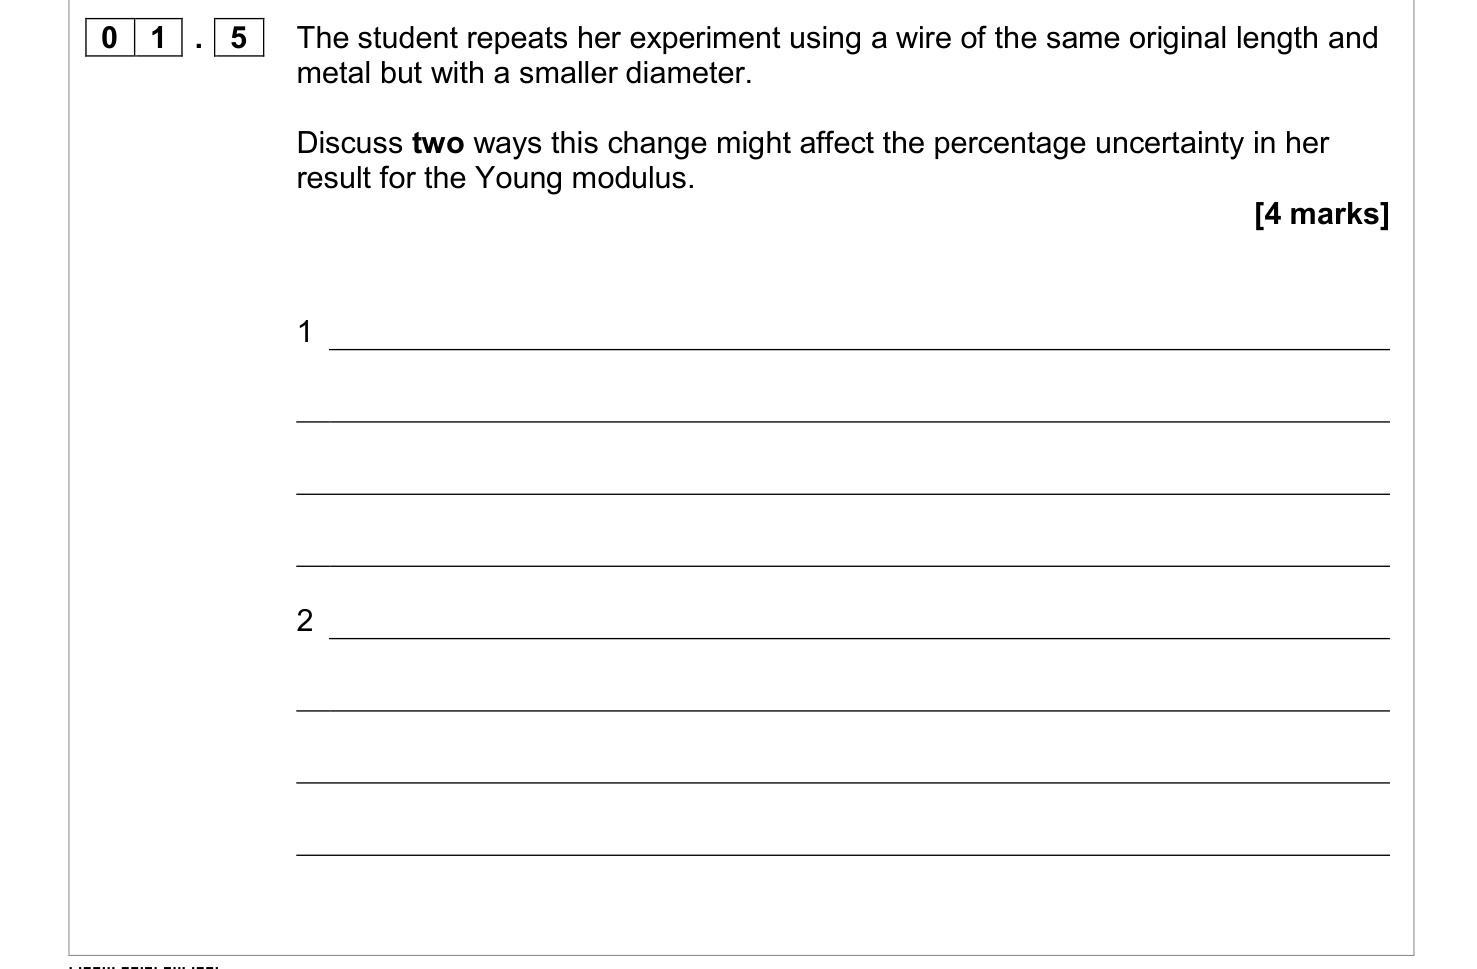 0 1 . 5 The student repeats her experiment using a wire of the same original length and
metal but with a smaller diameter.
Discuss two ways this change might affect the percentage uncertainty in her
result for the Young modulus.
[4 marks]
1
2